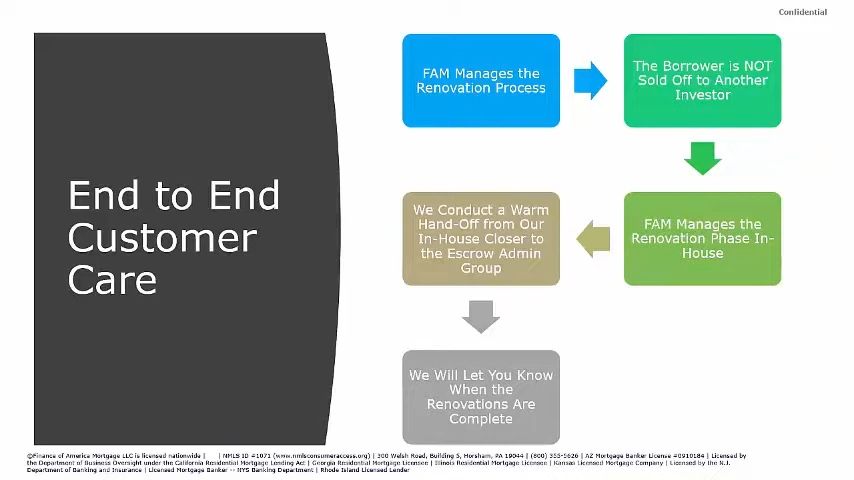 Confidential
End to End
Customer
Care
FAM Manages the
Renovation Process
The Borrower is NOT
Sold Off to Another
Investor
FAM Manages the
Renovation Phase In-
House
We Conduct a Warm
Hand-Off from Our
In-House Closer to
the Escrow Admin
Group
We Will Let You Know
When the
Renovations Are
Complete
©Finance of America Mortgage LLC is licensed nationwide | | NMLS ID #1071 (www.nmlsconsumeraccess.org) | 300 Welsh Road, Building 5, Horsham, PA 19044 | (800) 355-5626 | AZ Mortgage Banker License #0910184 | Licensed by
the Department of Business Oversight under the California Residential Mortgage Lending Act | Georgia Residential Mortgage Licensee | Illinois Residential Mortgage Licensee | Kansas Licensed Mortgage Company | Licensed by the N.J.
Department of Banking and Insurance | Licensed Mortgage Banker -- NYS Banking Department | Rhode Island Licensed Lender